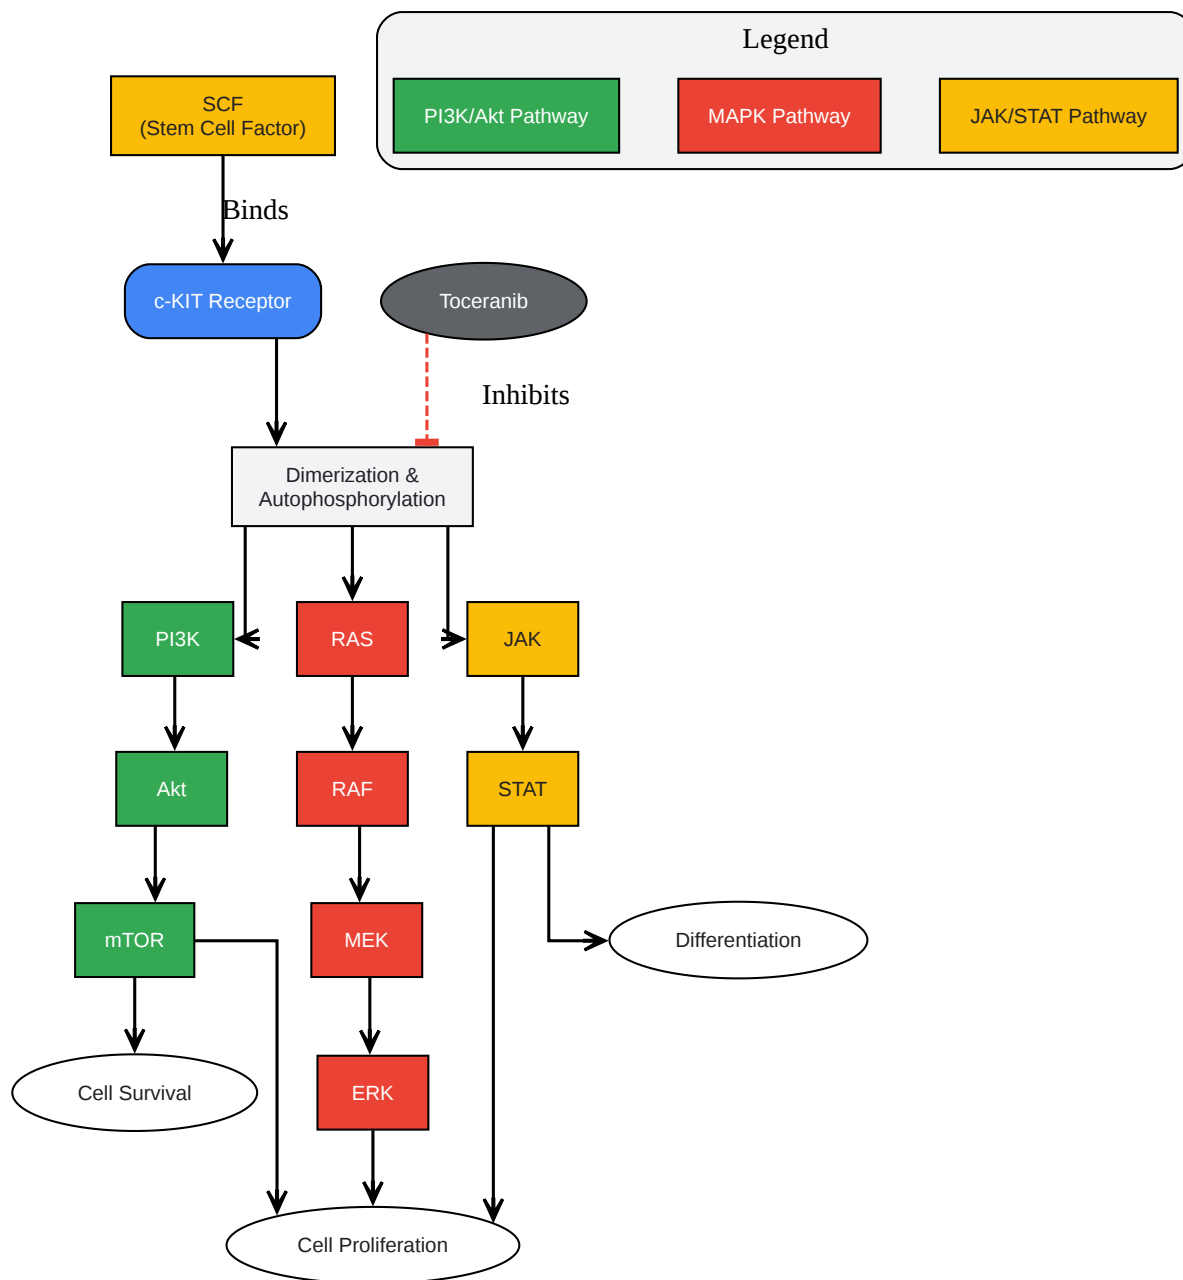 Legend
PI3K/Akt Pathway
MAPK Pathway
JAK/STAT Pathway
SCF
(Stem Cell Factor)
Binds
c-KIT Receptor
Toceranib
Inhibits
Dimerization &
Autophosphorylation
PI3K
RAS
JAK
Akt
RAF
STAT
mTOR
MEK
Differentiation
Cell Survival
ERK
Cell Proliferation